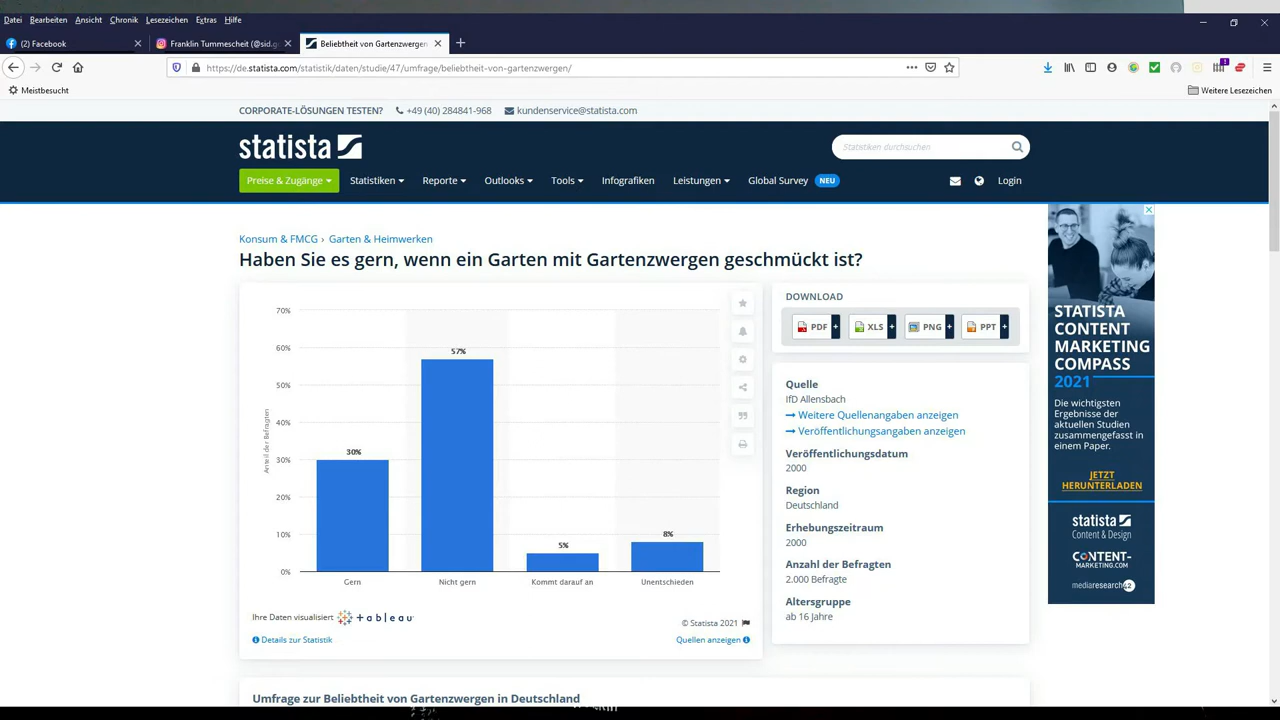 Datei Bearbeiten Ansicht Chronik Lesezeichen Extras Hilfe
(2) Facebook
Franklin Tummescheit (@sid.g
Beliebtheit von Gartenzwergen
https://de.statista.com/statistik/daten/studie/47/umfrage/beliebtheit-von-gartenzwergen/
Meistbesucht
Weitere Lesezeichen
CORPORATE-LÖSUNGEN TESTEN? +49 (40) 284841-968 kundenservice@statista.com
statista
Statistiken durchsuchen
Preise & Zugänge Statistiken Reporte Outlooks Tools Infografiken Leistungen Global Survey NEU Login
Konsum & FMCG › Garten & Heimwerken
Haben Sie es gern, wenn ein Garten mit Gartenzwergen geschmückt ist?
Anteil der Befragten
70%
60%
50%
40%
30%
20%
10%
0%
30%
57%
5%
8%
Gern
Nicht gern
Kommt darauf an
Unentschieden
Ihre Daten visualisiert +ableau
© Statista 2021
Details zur Statistik
Quellen anzeigen
DOWNLOAD
PDF + XLS + PNG + PPT +
Quelle
IfD Allensbach
Weitere Quellenangaben anzeigen
Veröffentlichungsangaben anzeigen
Veröffentlichungsdatum
2000
Region
Deutschland
Erhebungszeitraum
2000
Anzahl der Befragten
2.000 Befragte
Altersgruppe
ab 16 Jahre
STATISTA
CONTENT
MARKETING
COMPASS
2021
Die wichtigsten
Ergebnisse der
aktuellen Studien
zusammengefasst in
einem Paper.
JETZT
HERUNTERLADEN
statista
Content & Design
CONTENT-
MARKETING.COM
mediaresearch42
Umfrage zur Beliebtheit von Gartenzwergen in Deutschland